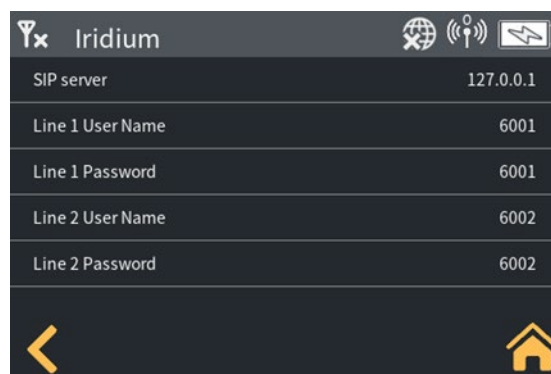 Iridium
SIP server 127.0.0.1
Line 1 User Name 6001
Line 1 Password 6001
Line 2 User Name 6002
Line 2 Password 6002